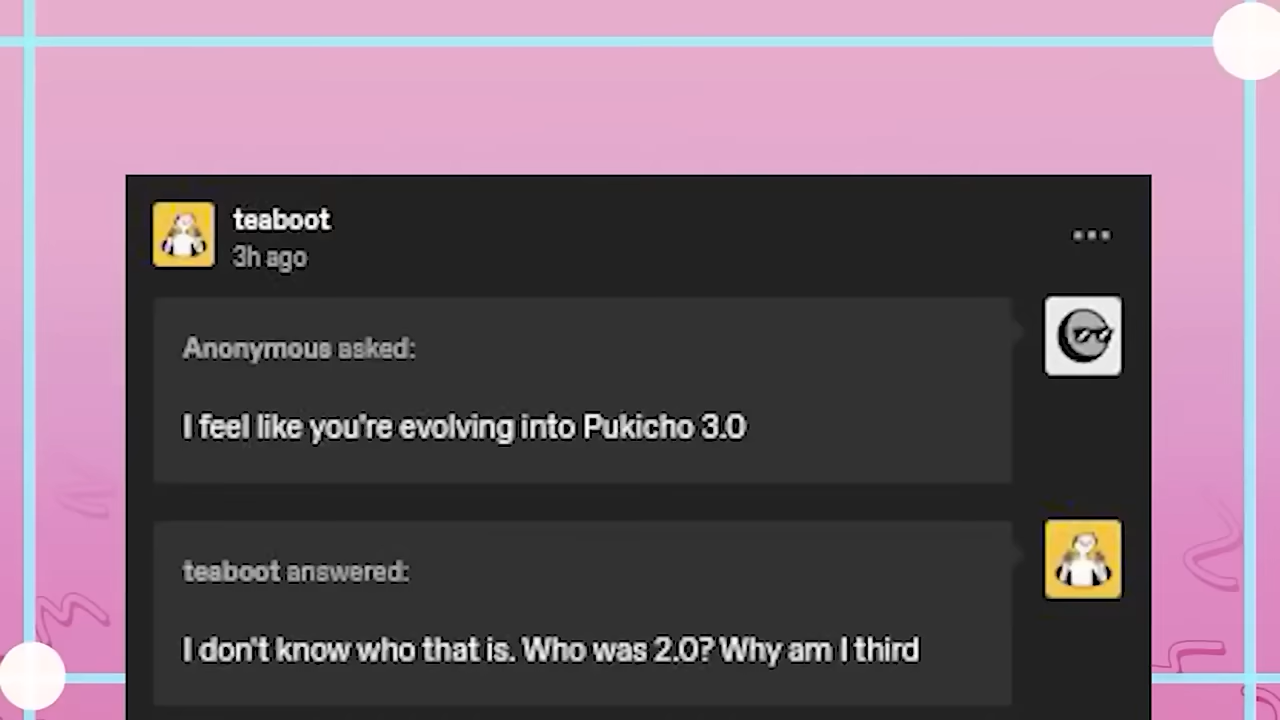 teaboot
3h ago
Anonymous asked:
I feel like you're evolving into Pukicho 3.0
teaboot answered:
I don't know who that is. Who was 2.0? Why am I third